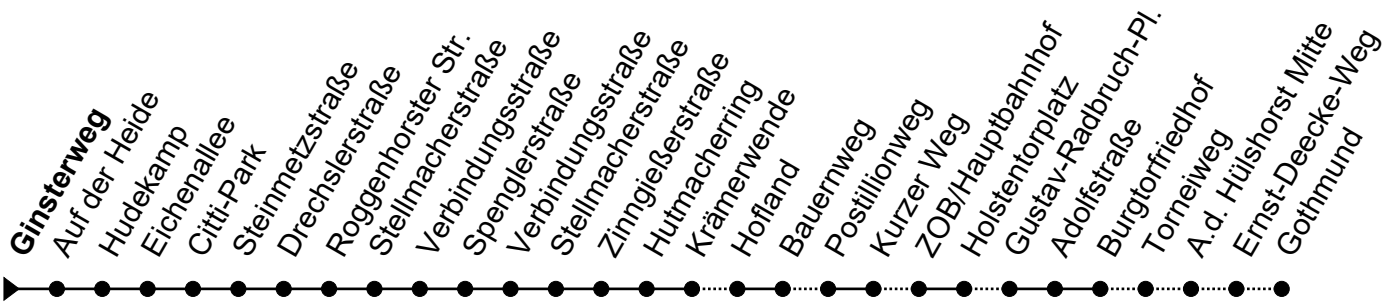 Ginsterweg
Auf der Heide
Hudekamp
Eichenallee
Citti-Park
Steinmetzstraße
Drechslerstraße
Roggenhorster Str.
Stellmacherstraße
Verbindungsstraße
Spenglerstraße
Verbindungsstraße
Stellmacherstraße
Zinngießerstraße
Hutmacherring
Krämerwende
Hofland
Bauernweg
Postillionweg
Kurzer Weg
ZOB/Hauptbahnhof
Holstentorplatz
Gustav-Radbruch-Pl.
Adolfstraße
Burgtorfriedhof
Torneiweg
A.d. Hülshorst Mitte
Ernst-Deecke-Weg
Gothmund